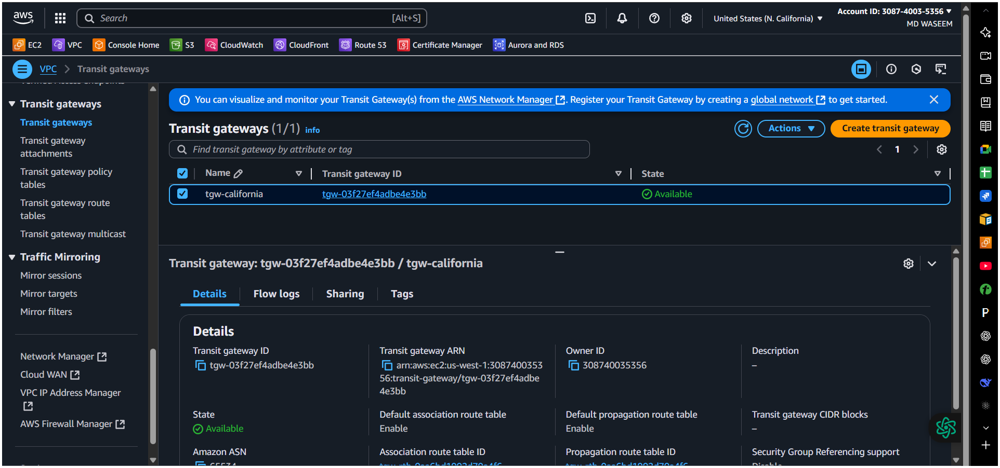 aws
Search
[Alt+S]
United States (N. California)
Account ID: 3087-4003-5356
MD WASEEM
EC2
VPC
Console Home
S3
CloudWatch
CloudFront
Route 53
Certificate Manager
Aurora and RDS
VPC
Transit gateways
Verified Access endpoints
Transit gateways
Transit gateways
Transit gateway
attachments
Transit gateway policy
tables
Transit gateway route
tables
Transit gateway multicast
Traffic Mirroring
Mirror sessions
Mirror targets
Mirror filters
Network Manager
Cloud WAN
VPC IP Address Manager
AWS Firewall Manager
You can visualize and monitor your Transit Gateway(s) from the AWS Network Manager. Register your Transit Gateway by creating a global network to get started.
Transit gateways (1/1) info
Actions
Create transit gateway
Find transit gateway by attribute or tag
1
Name
Transit gateway ID
State
tgw-california
tgw-03f27ef4adbe4e3bb
Available
Transit gateway: tgw-03f27ef4adbe4e3bb / tgw-california
Details
Flow logs
Sharing
Tags
Details
Transit gateway ID
tgw-03f27ef4adbe4e3bb
Transit gateway ARN
arn:aws:ec2:us-west-1:3087400353
56:transit-gateway/tgw-03f27ef4adbe
4e3bb
Owner ID
308740035356
Description
–
State
Available
Default association route table
Enable
Default propagation route table
Enable
Transit gateway CIDR blocks
–
Amazon ASN
Association route table ID
Propagation route table ID
Security Group Referencing support
P